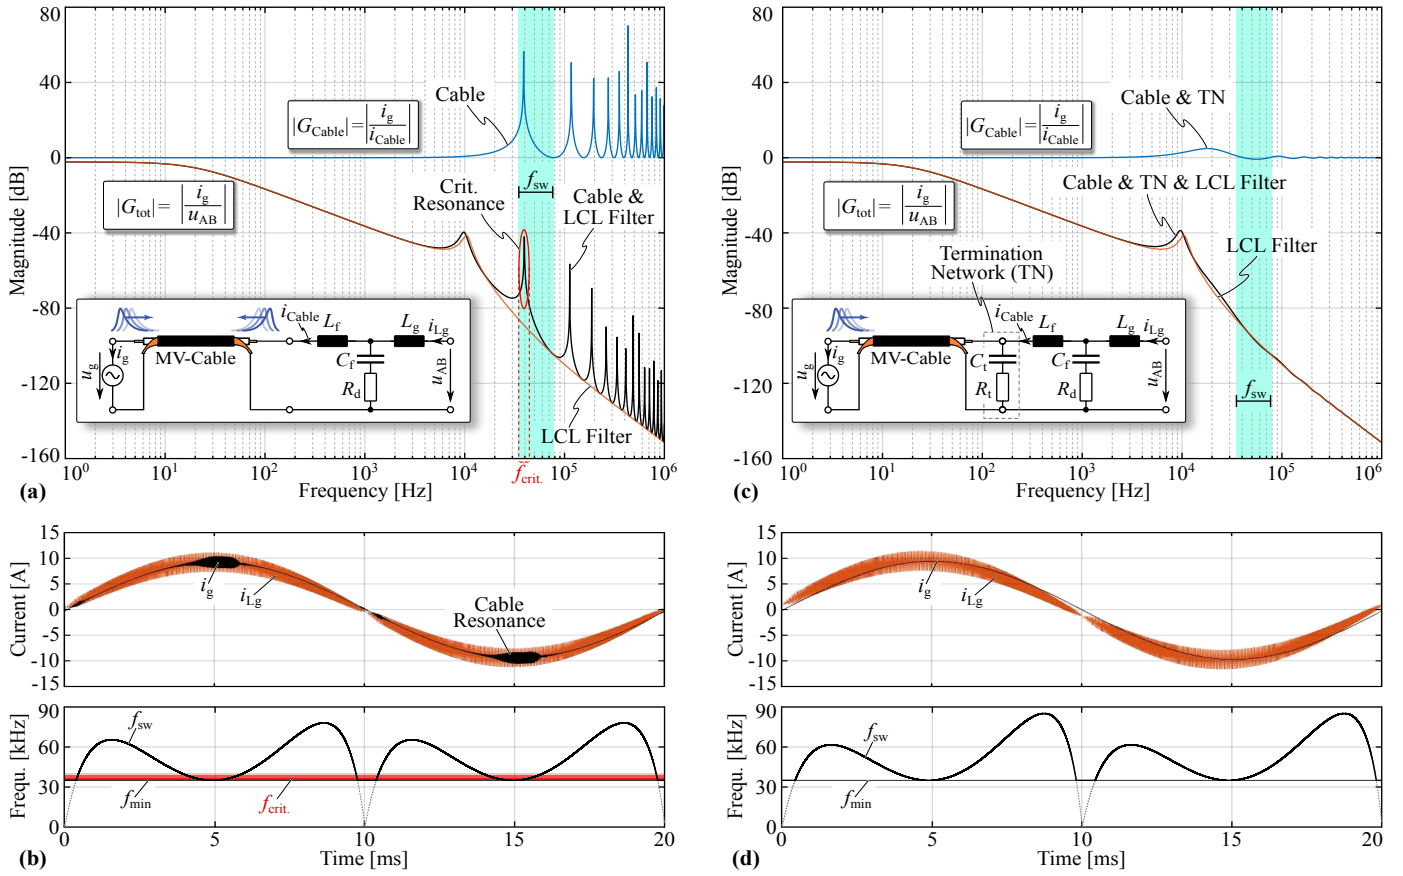 80
40
0
-40
-80
-120
-160
Magnitude [dB]
10^0
10^1
10^2
10^3
10^4
10^5
10^6
Frequency [Hz]
f_crit.
(a)
Cable
|G_Cable|=|i_g/i_Cable|
|G_tot|= |i_g/u_AB|
Crit.
Resonance
f_sw
Cable &
LCL Filter
LCL Filter
i_Cable
L_f
L_g
i_Lg
i_g
u_g
MV-Cable
C_f
R_d
u_AB
80
40
0
-40
-80
-120
-160
Magnitude [dB]
10^0
10^1
10^2
10^3
10^4
10^5
10^6
Frequency [Hz]
(c)
Cable & TN
|G_Cable|=|i_g/i_Cable|
|G_tot|= |i_g/u_AB|
Cable & TN & LCL Filter
LCL Filter
Termination
Network (TN)
f_sw
i_Cable
L_f
L_g
i_Lg
i_g
u_g
MV-Cable
C_t
R_t
C_f
R_d
u_AB
15
10
5
0
-5
-10
-15
Current [A]
i_g
i_Lg
Cable
Resonance
90
60
30
0
Frequ. [kHz]
f_sw
f_min
f_crit.
0
5
10
15
20
Time [ms]
(b)
15
10
5
0
-5
-10
-15
Current [A]
i_g
i_Lg
90
60
30
0
Frequ. [kHz]
f_sw
f_min
0
5
10
15
20
Time [ms]
(d)